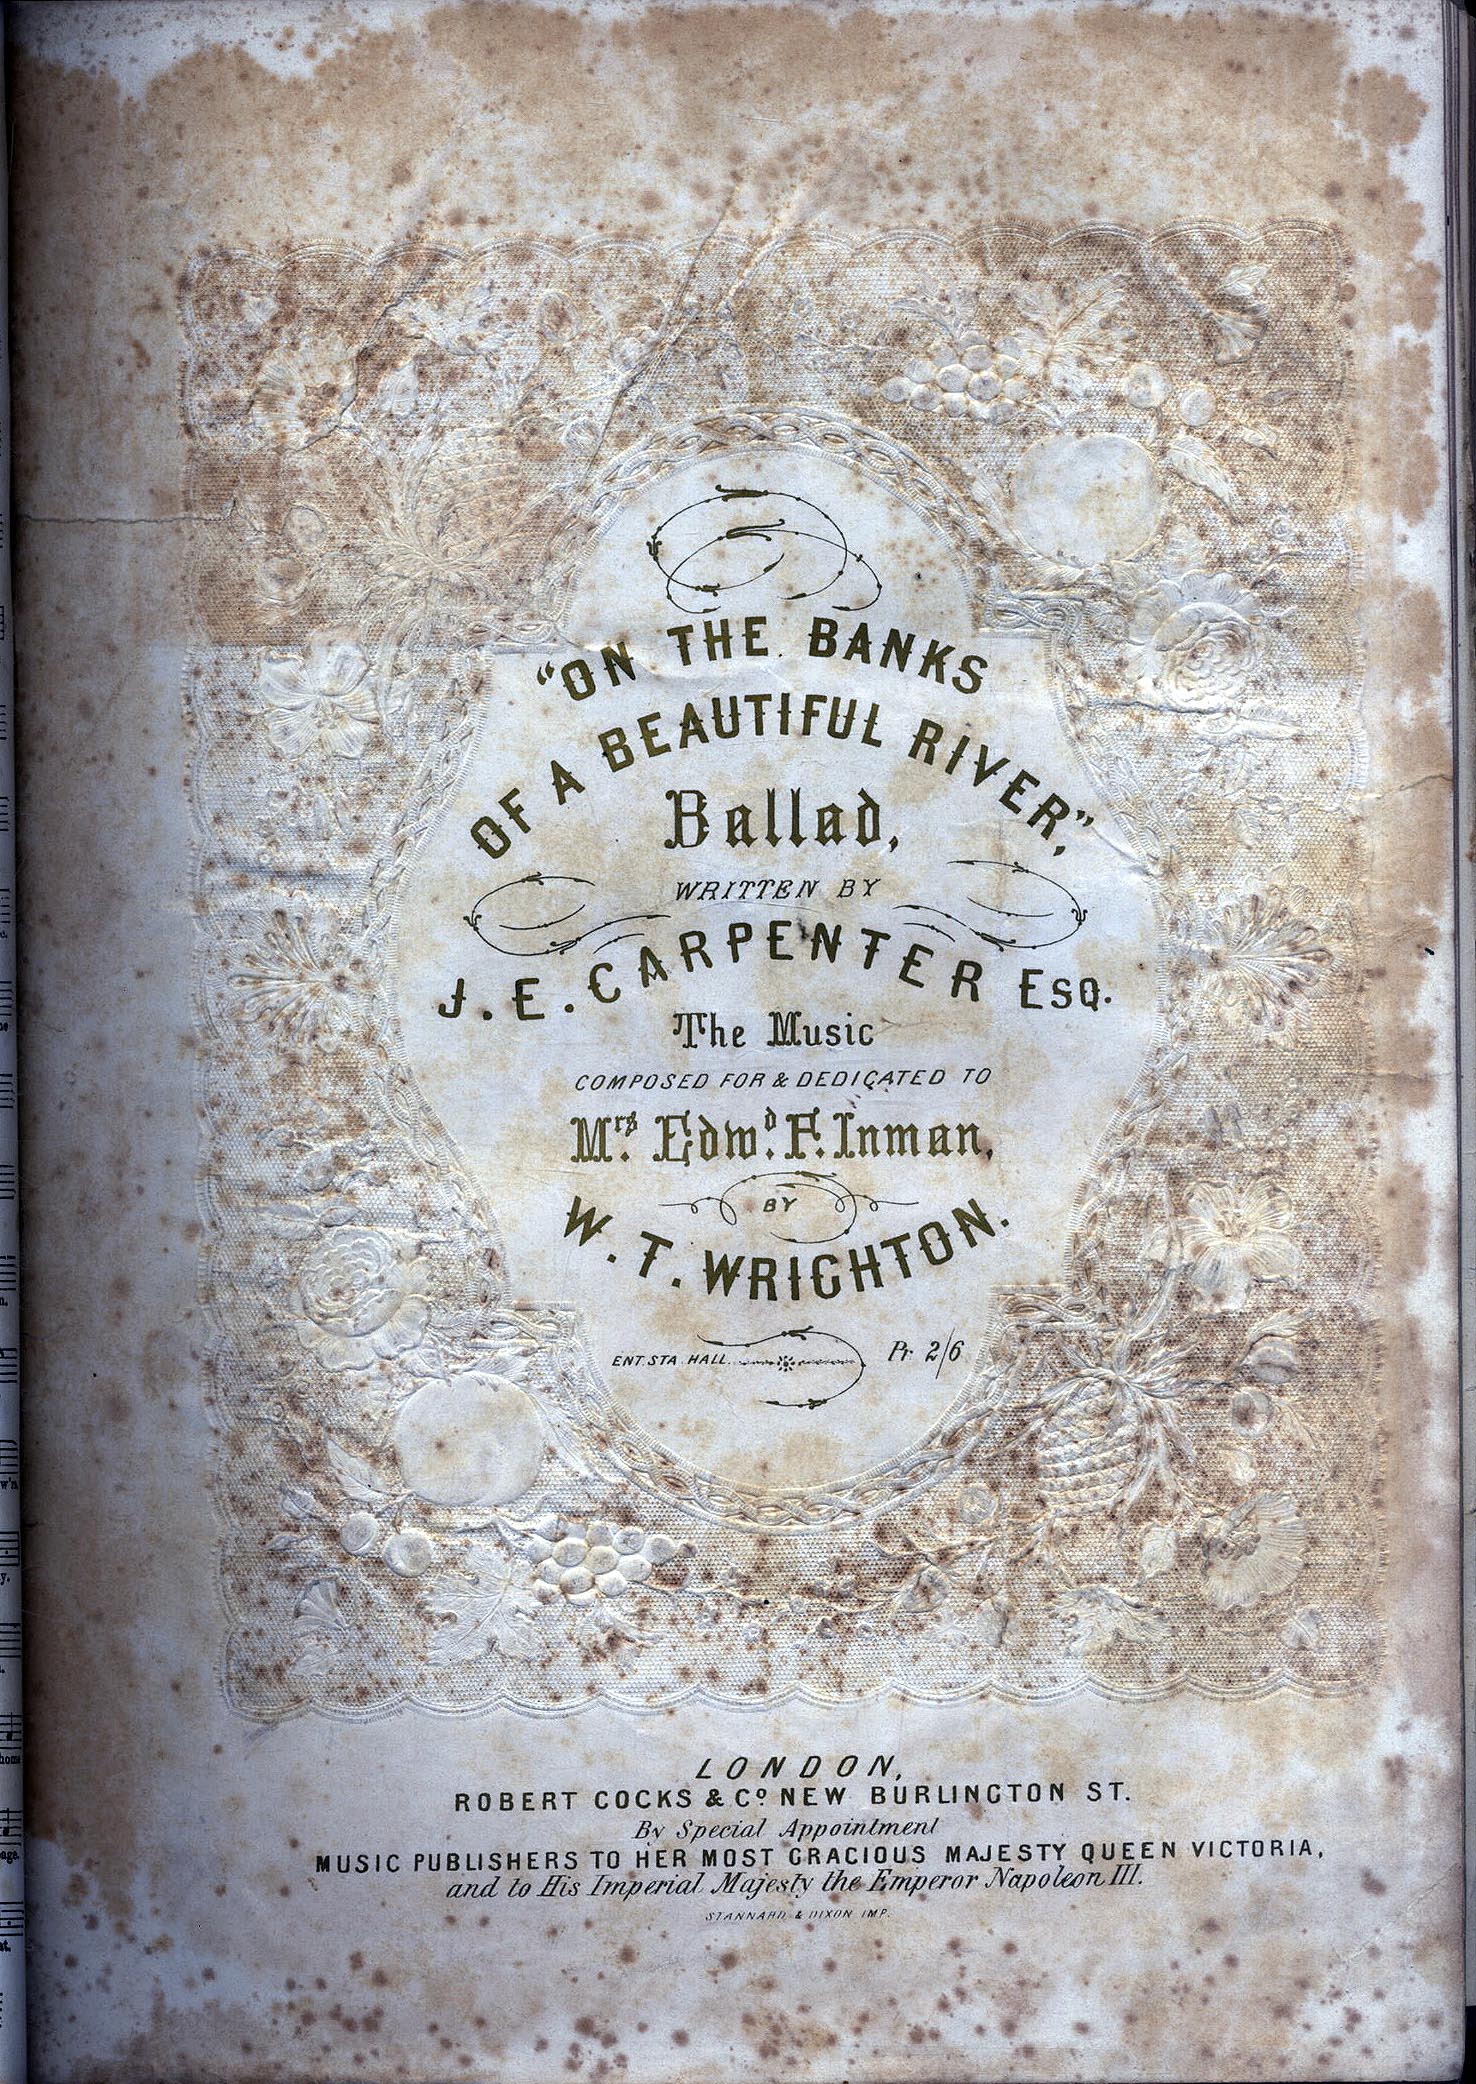 "ON THE BANKS
OF A BEAUTIFUL RIVER,"
Ballad,
WRITTEN BY
J. E. CARPENTER ESQ.
The Music
COMPOSED FOR & DEDICATED TO
Mrs. Edwd. F. Inman,
BY
W. T. WRIGHTON.
ENT. STA. HALL. Pr 2/6
LONDON,
ROBERT COCKS & Co. NEW BURLINGTON ST.
By Special Appointment
MUSIC PUBLISHERS TO HER MOST GRACIOUS MAJESTY QUEEN VICTORIA,
and to His Imperial Majesty the Emperor Napoleon III.
STANNARD & DIXON IMP.